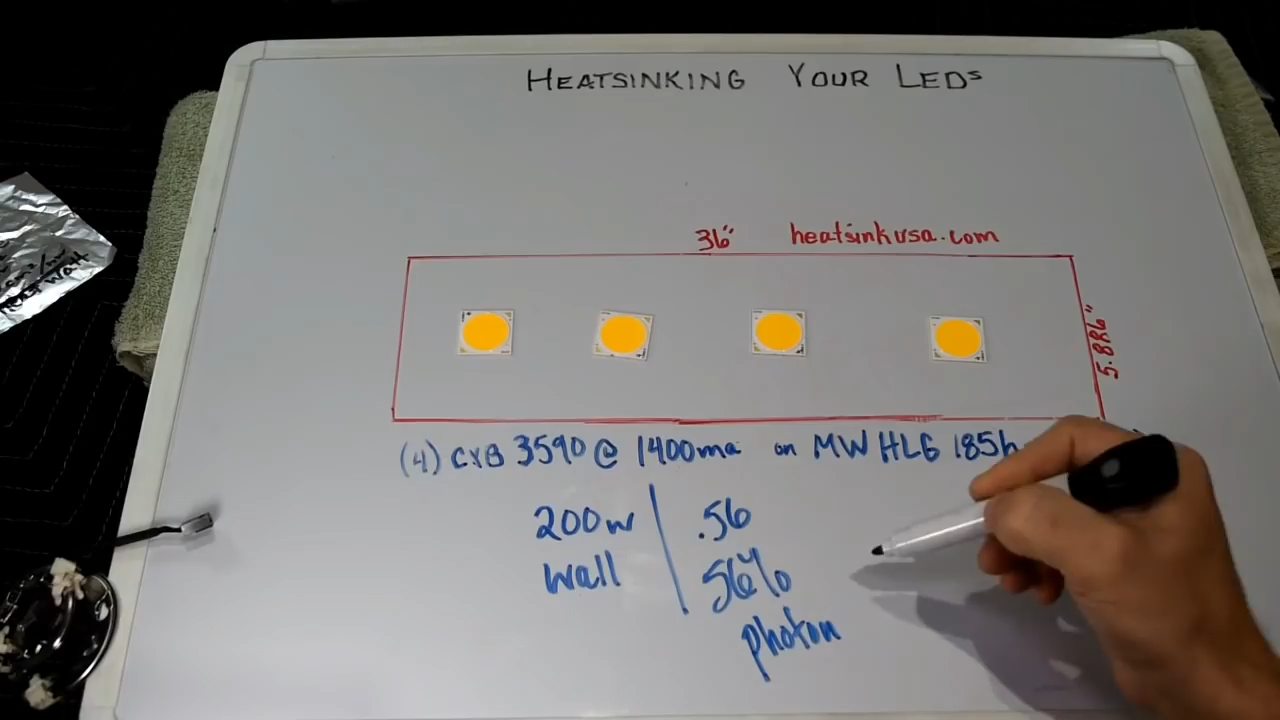 HEATSINKING YOUR LEDs
36" heatsinkusa.com
5.886"
(4) CXB 3590 @ 1400ma on MW HLG 185h
200w .56
wall 56%
photon